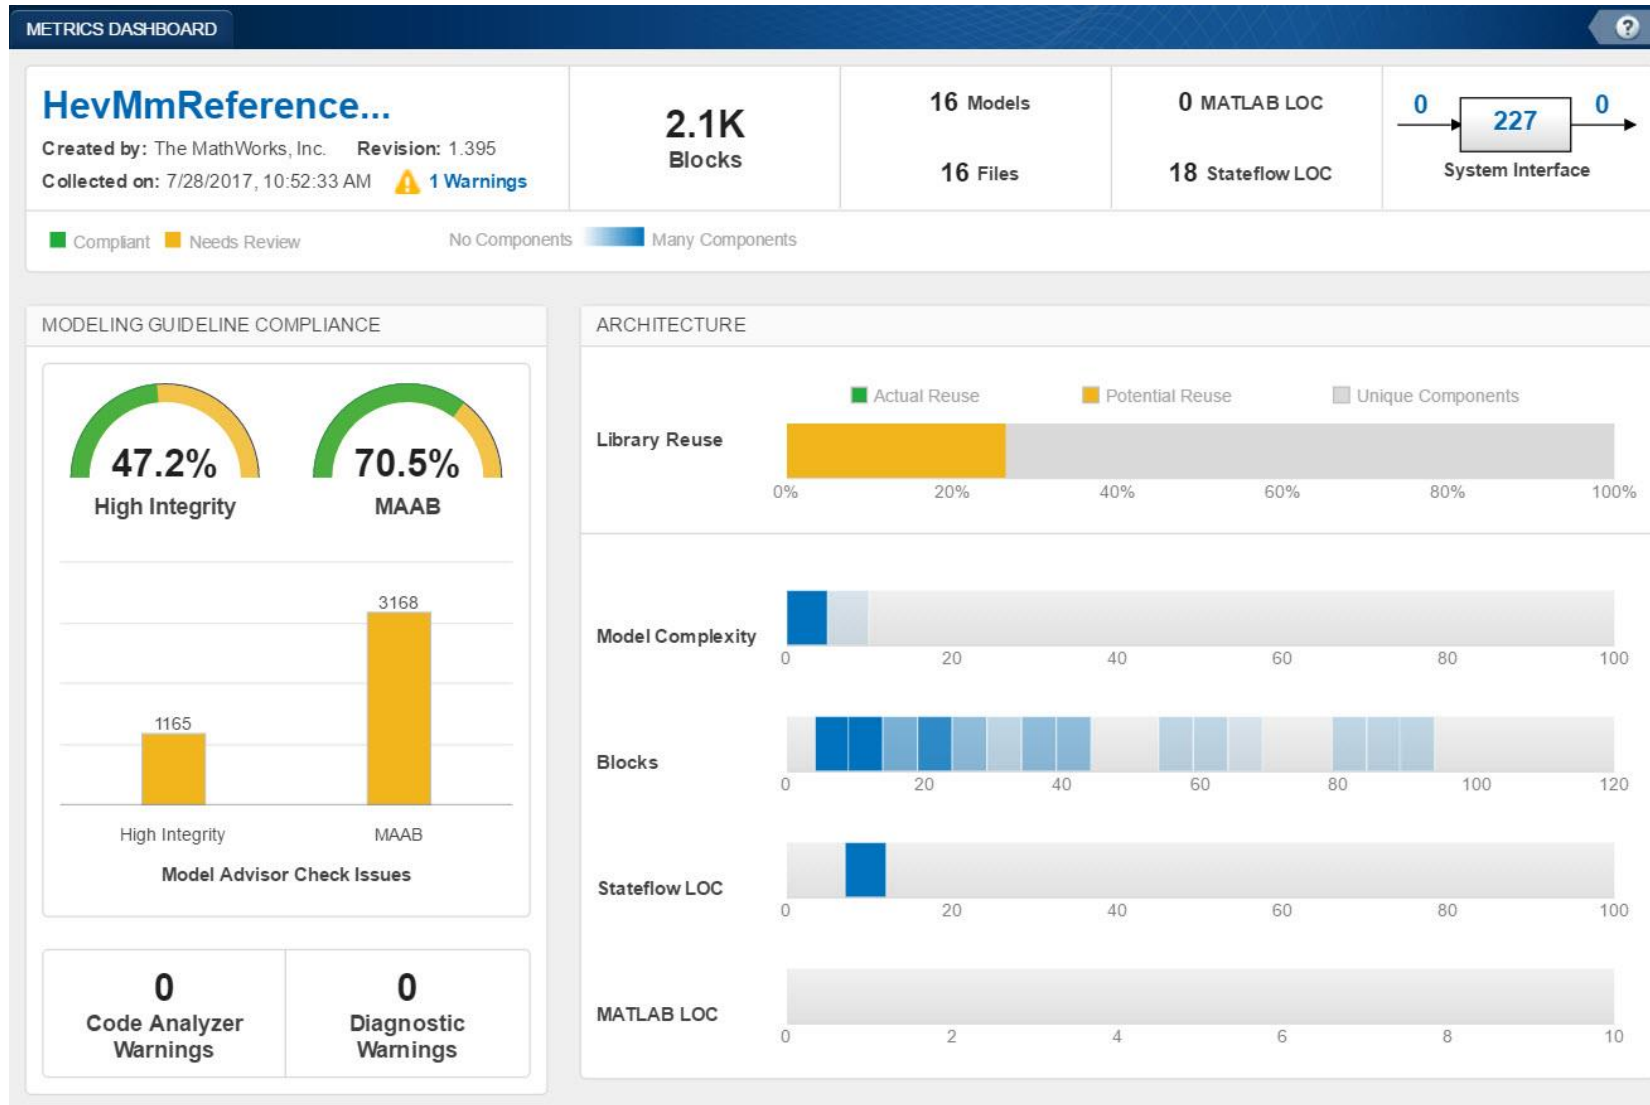 METRICS DASHBOARD
?
HevMmReference...
Created by: The MathWorks, Inc. Revision: 1.395
Collected on: 7/28/2017, 10:52:33 AM 1 Warnings
2.1K
Blocks
16 Models
16 Files
0 MATLAB LOC
18 Stateflow LOC
0 227 0
System Interface
Compliant Needs Review No Components Many Components
MODELING GUIDELINE COMPLIANCE
47.2% 70.5%
High Integrity MAAB
3168
1165
High Integrity MAAB
Model Advisor Check Issues
0
Code Analyzer
Warnings
0
Diagnostic
Warnings
ARCHITECTURE
Actual Reuse Potential Reuse Unique Components
Library Reuse
0% 20% 40% 60% 80% 100%
Model Complexity
0 20 40 60 80 100
Blocks
0 20 40 60 80 100 120
Stateflow LOC
0 20 40 60 80 100
MATLAB LOC
0 2 4 6 8 10